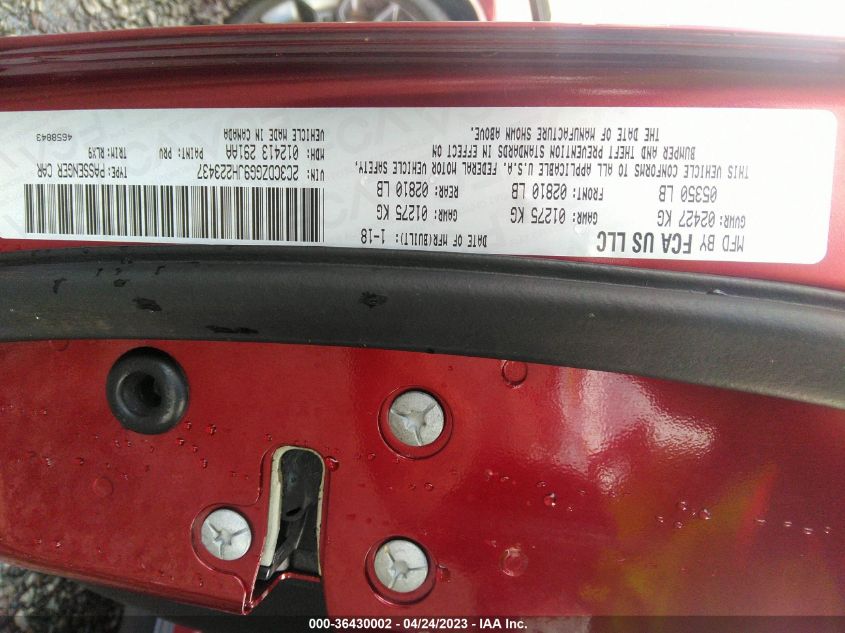 MFD BY FCA US LLC
DATE OF MFR(BUILT): 1-18
GVWR: 02427 KG
GAWR: 01275 KG
GAWR: 01275 KG
05350 LB
FRONT: 02810 LB
REAR: 02810 LB
THIS VEHICLE CONFORMS TO ALL APPLICABLE U.S.A. FEDERAL MOTOR VEHICLE SAFETY,
BUMPER AND THEFT PREVENTION STANDARDS IN EFFECT ON
THE DATE OF MANUFACTURE SHOWN ABOVE.
VIN: 2C3CDZGG9JH223437
TYPE: PASSENGER CAR
MDH: 012413 291AA
PAINT: PRV
TRIM: RLX9
VEHICLE MADE IN CANADA
4658843
000-36430002 - 04/24/2023 - IAA Inc.